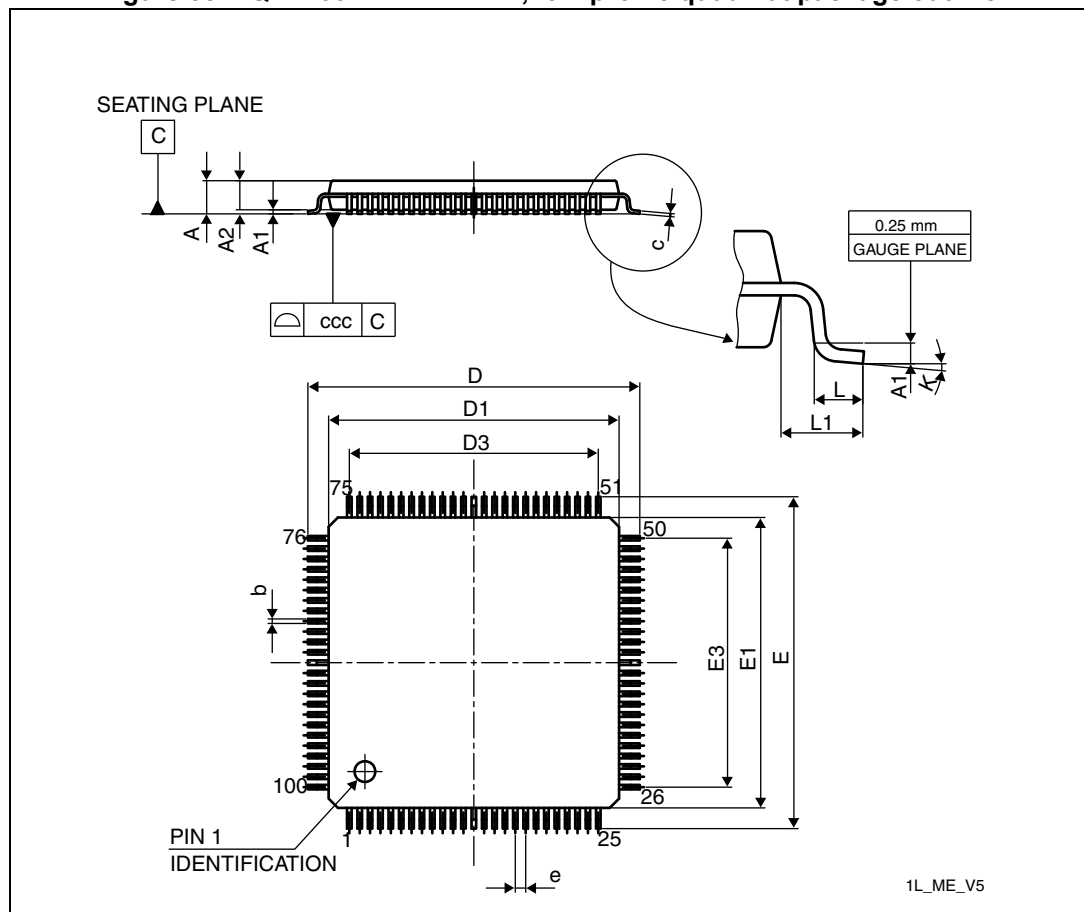 SEATING PLANE
C
A
A2
A1
c
0.25 mm
GAUGE PLANE
ccc C
D
D1
D3
L
L1
A1
K
75
51
76
50
b
E3
E1
E
100
26
PIN 1
IDENTIFICATION
1
25
e
1L_ME_V5